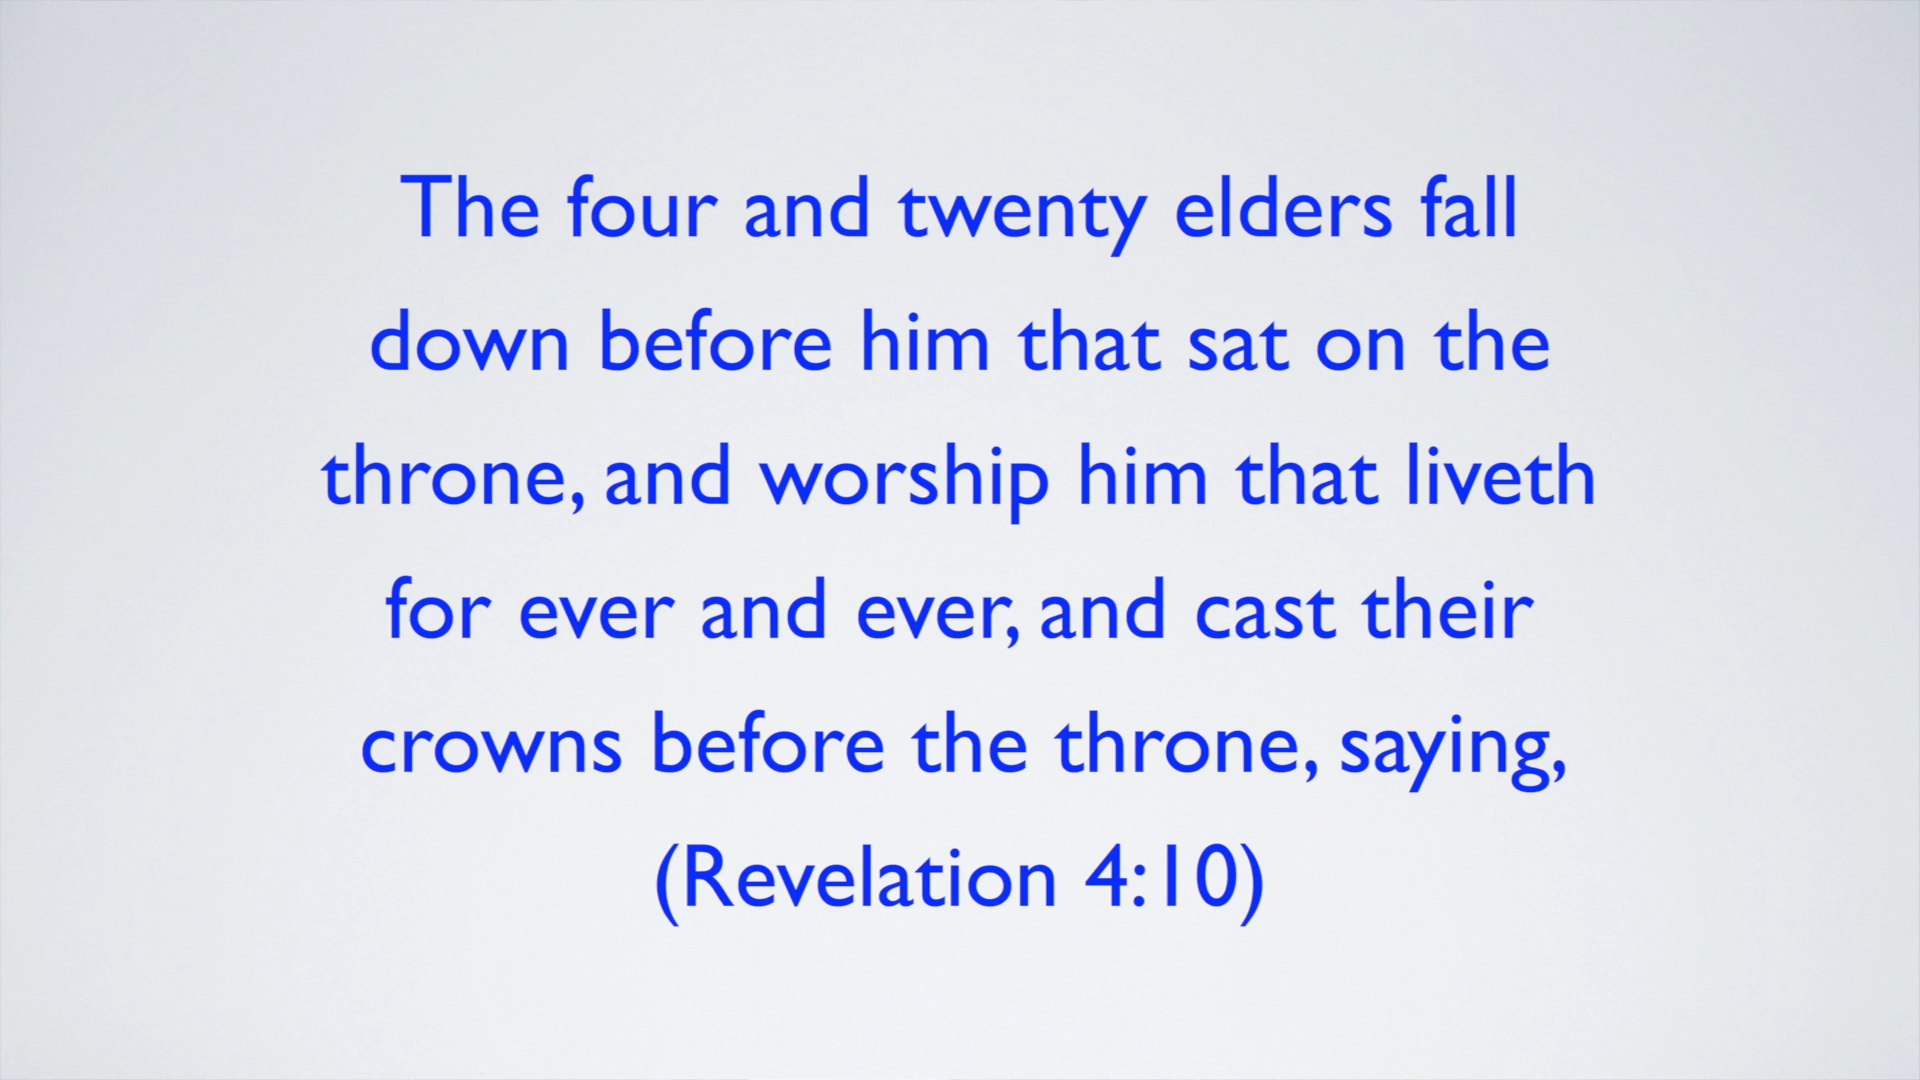 The four and twenty elders fall
down before him that sat on the
throne, and worship him that liveth
for ever and ever, and cast their
crowns before the throne, saying,
(Revelation 4:10)